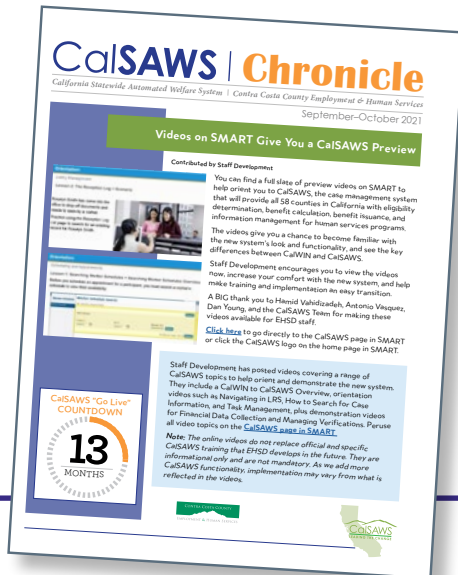 CalSAWS | Chronicle
California Statewide Automated Welfare System | Contra Costa County Employment & Human Services
September–October 2021
Videos on SMART Give You a CalSAWS Preview
Contributed by Staff Development
You can find a full slate of preview videos on SMART to
help orient you to CalSAWS, the case management system
that will provide all 58 counties in California with eligibility
determination, benefit calculation, benefit issuance, and
information management for human services programs.
The videos give you a chance to become familiar with
the new system's look and functionality, and see the key
differences between CalWIN and CalSAWS.
Staff Development encourages you to view the videos
now, increase your comfort with the new system, and help
make training and implementation an easy transition.
A BIG thank you to Hamid Vahidizadeh, Antonio Vasquez,
Dan Young, and the CalSAWS Team for making these
videos available for EHSD staff.
Click here to go directly to the CalSAWS page in SMART
or click the CalSAWS logo on the home page in SMART.
Staff Development has posted videos covering a range of
CalSAWS topics to help orient and demonstrate the new system.
They include a CalWIN to CalSAWS Overview, orientation
videos such as Navigating in LRS, How to Search for Case
Information, and Task Management, plus demonstration videos
for Financial Data Collection and Managing Verifications. Peruse
all video topics on the CalSAWS page in SMART.
Note: The online videos do not replace official and specific
CalSAWS training that EHSD develops in the future. They are
informational only and are not mandatory. As we add more
CalSAWS functionality, implementation may vary from what is
reflected in the videos.
CalSAWS "Go Live"
COUNTDOWN
13
MONTHS
CONTRA COSTA COUNTY
EMPLOYMENT & HUMAN SERVICES
CalSAWS